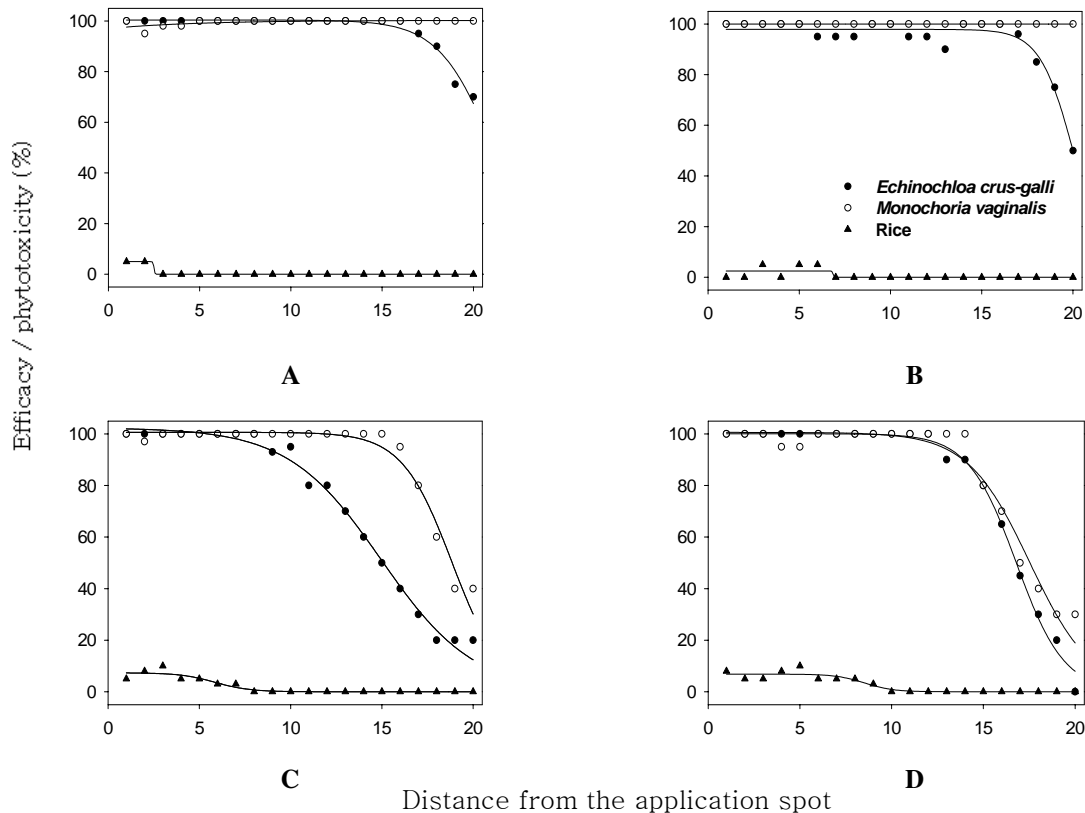 Efficacy / phytotoxicity (%)
100
80
60
40
20
0
0 5 10 15 20
A
100
80
60
40
20
0
0 5 10 15 20
Echinochloa crus-galli
Monochoria vaginalis
Rice
B
100
80
60
40
20
0
0 5 10 15 20
C
100
80
60
40
20
0
0 5 10 15 20
D
Distance from the application spot